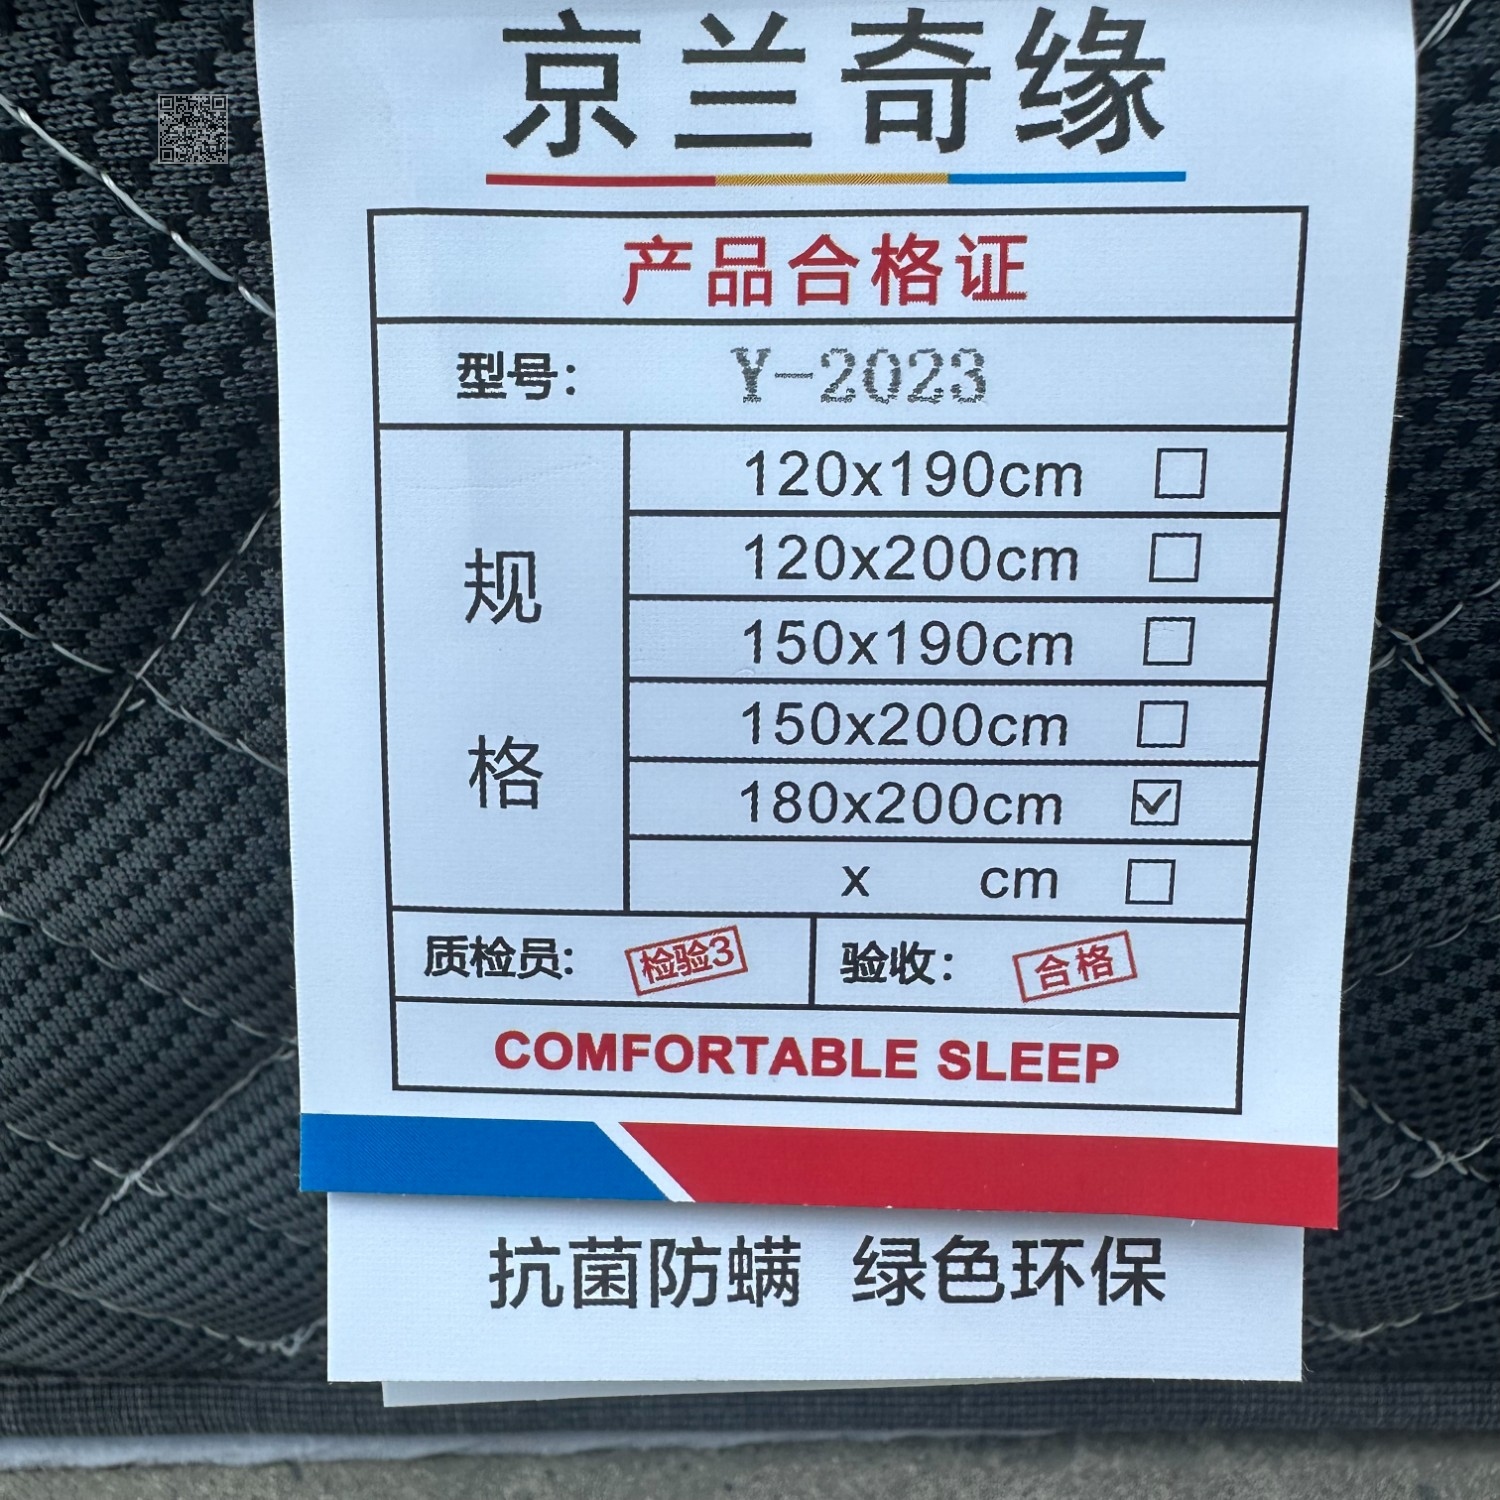 京兰奇缘
产品合格证
型号： Y-2023
规格
120x190cm
120x200cm
150x190cm
150x200cm
180x200cm
x cm
质检员： 检验3 验收： 合格
COMFORTABLE SLEEP
抗菌防螨 绿色环保